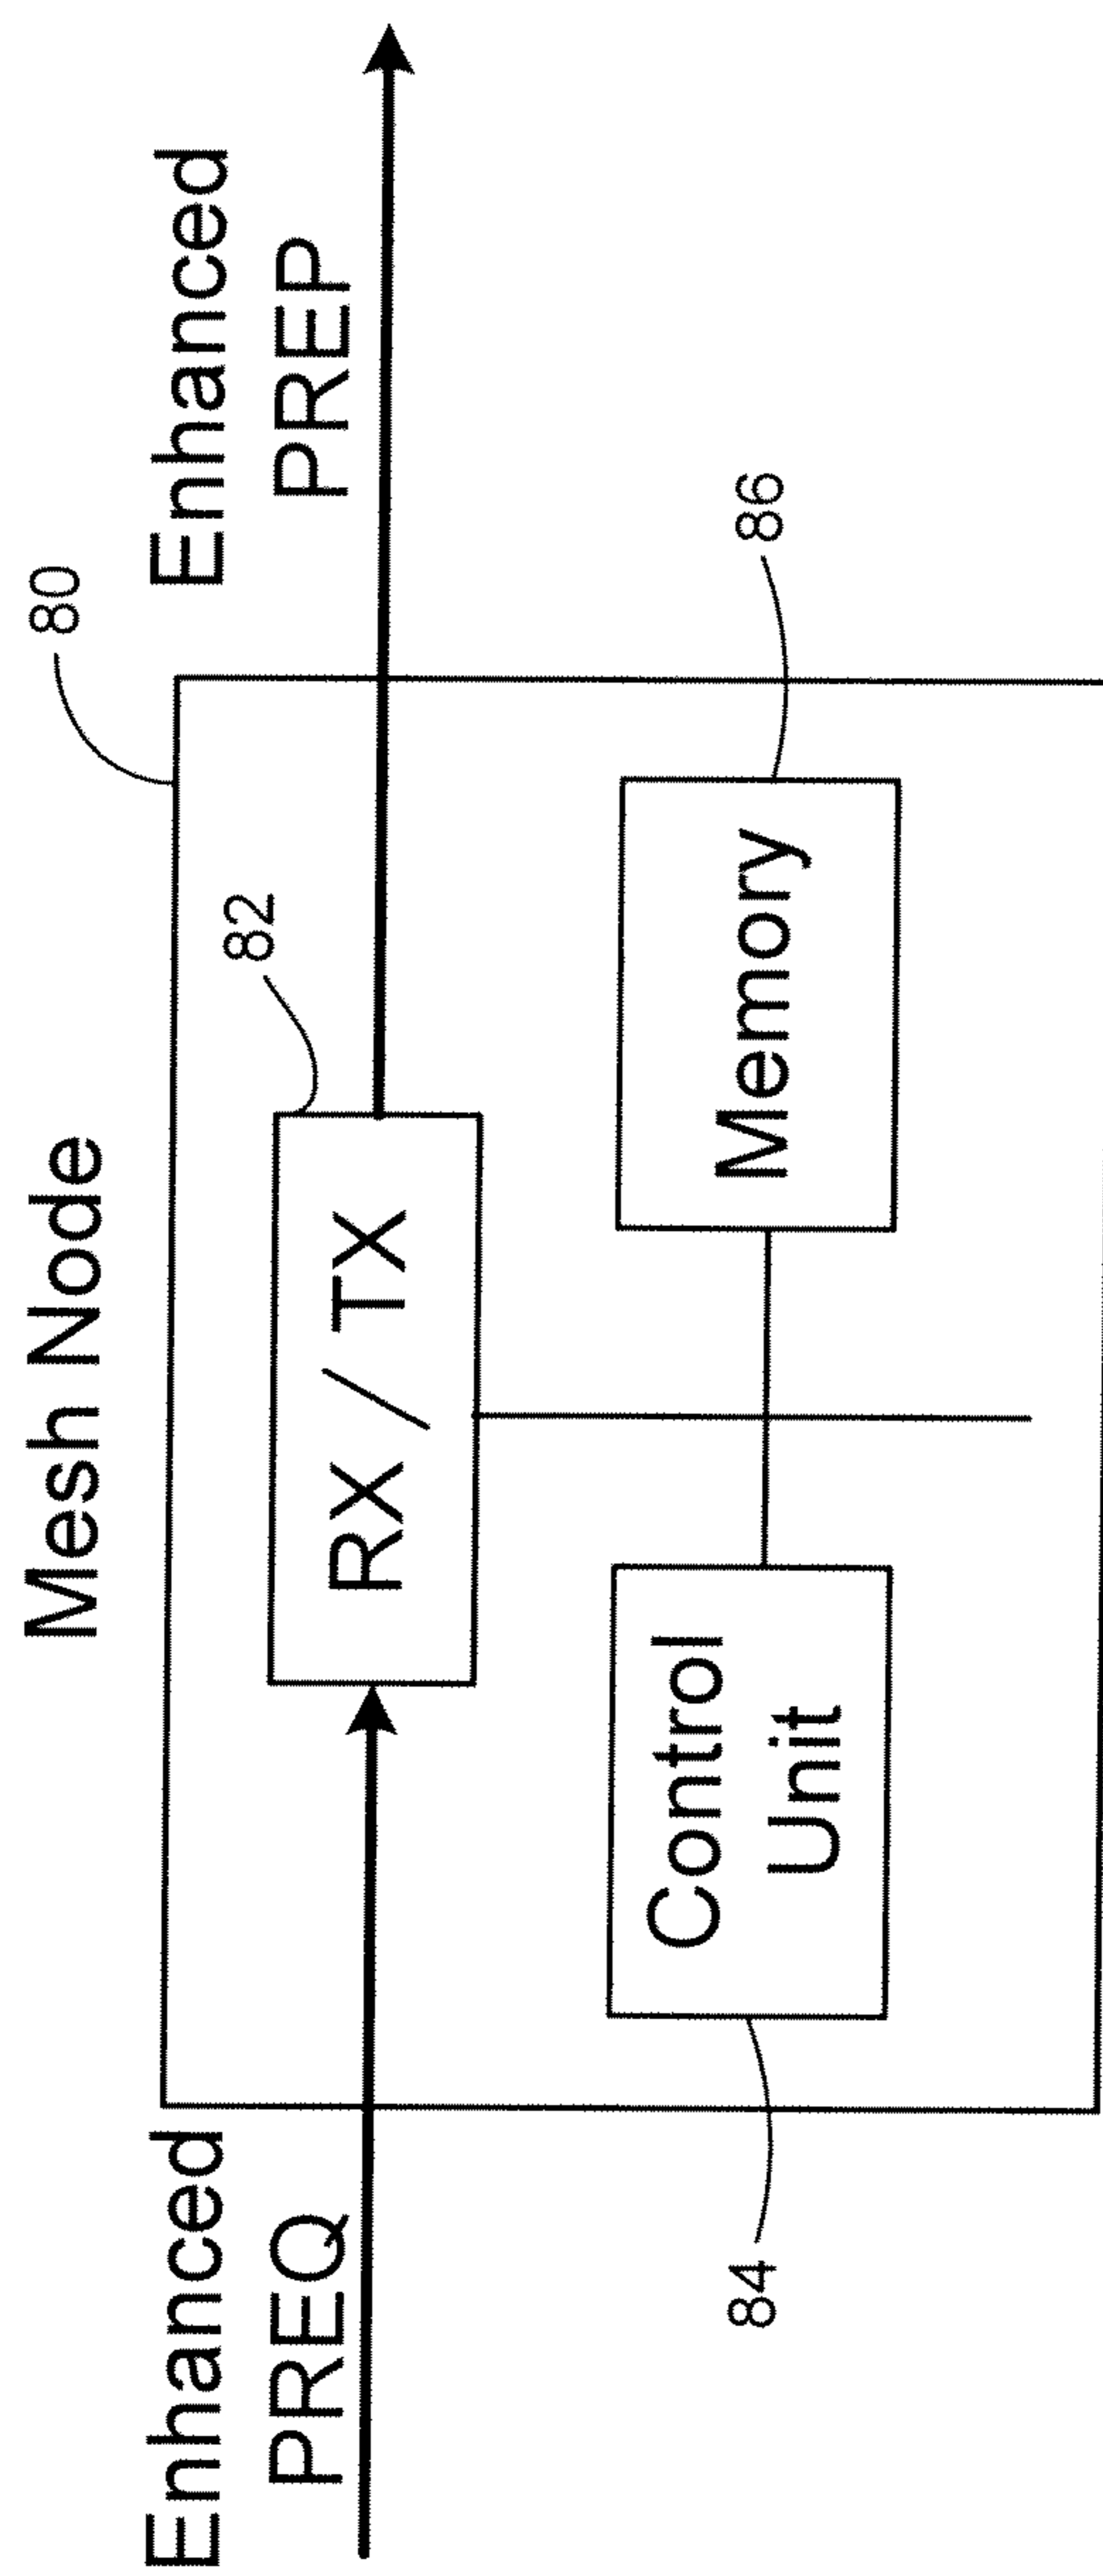 Mesh Node
80
Enhanced
PREQ
Enhanced
PREP
82
RX / TX
84
Control
Unit
Memory
86